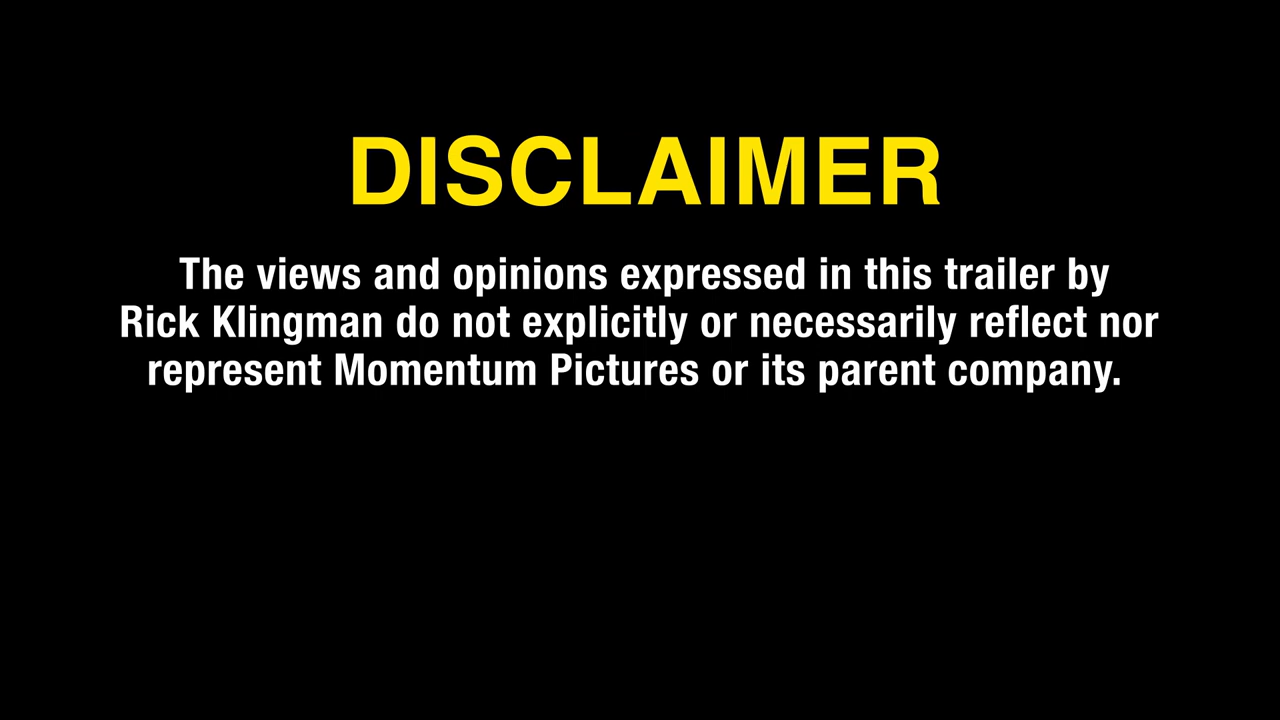 DISCLAIMER
The views and opinions expressed in this trailer by
Rick Klingman do not explicitly or necessarily reflect nor
represent Momentum Pictures or its parent company.